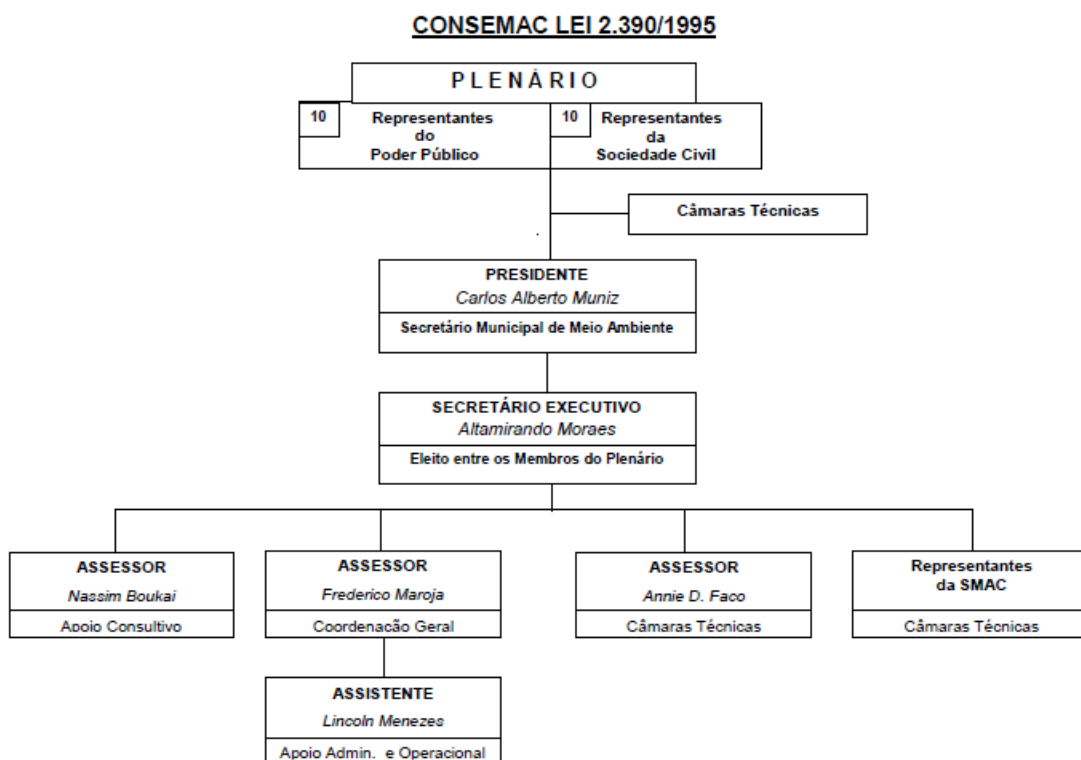 CONSEMAC LEI 2.390/1995
PLENÁRIO
10
Representantes
do
Poder Público
10
Representantes
da
Sociedade Civil
Câmaras Técnicas
PRESIDENTE
Carlos Alberto Muniz
Secretário Municipal de Meio Ambiente
SECRETÁRIO EXECUTIVO
Altamirando Moraes
Eleito entre os Membros do Plenário
ASSESSOR
Nassim Boukai
Apoio Consultivo
ASSESSOR
Frederico Maroja
Coordenação Geral
ASSESSOR
Annie D. Faco
Câmaras Técnicas
Representantes
da SMAC
Câmaras Técnicas
ASSISTENTE
Lincoln Menezes
Apoio Admin. e Operacional